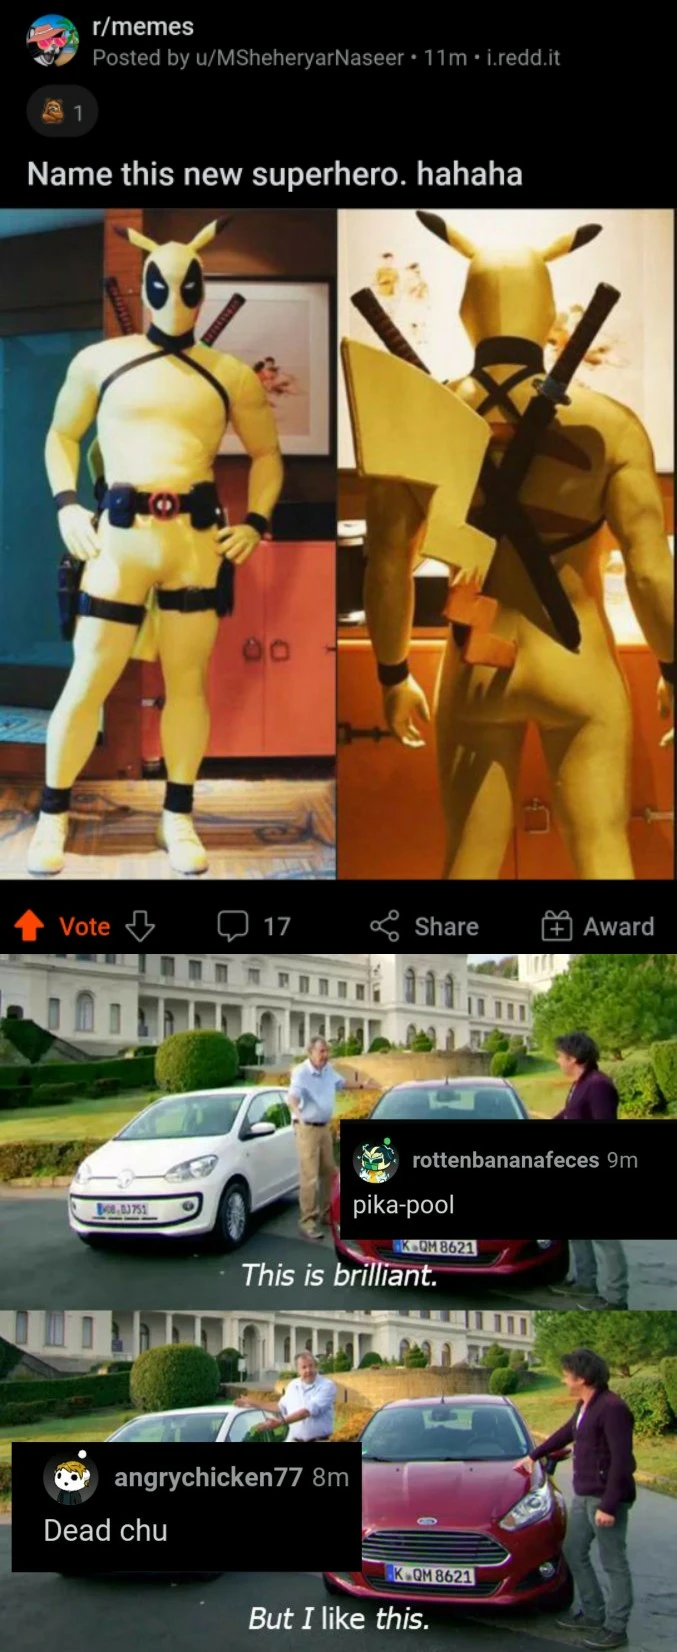 r/memes
Posted by u/MSheheryarNaseer • 11m • i.redd.it
1
Name this new superhero. hahaha
Vote
17
Share
Award
rottenbananafeces 9m
pika-pool
K QM 8621
This is brilliant.
angrychicken77 8m
Dead chu
K QM 8621
But I like this.